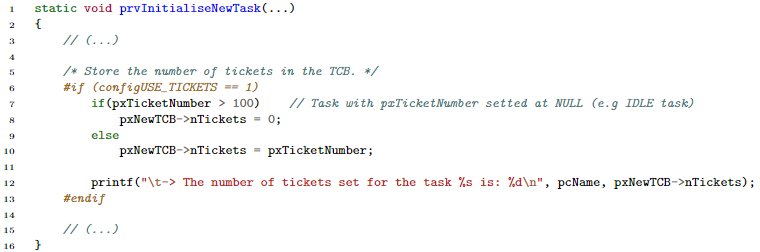 1 static void prvInitialiseNewTask(...)
2 {
3 // (...)
4
5 /* Store the number of tickets in the TCB. */
6 #if (configUSE_TICKETS == 1)
7 if(pxTicketNumber > 100) // Task with pxTicketNumber setted at NULL (e.g IDLE task)
8 pxNewTCB->nTickets = 0;
9 else
10 pxNewTCB->nTickets = pxTicketNumber;
11
12 printf("\t-> The number of tickets set for the task %s is: %d\n", pcName, pxNewTCB->nTickets);
13 #endif
14
15 // (...)
16 }